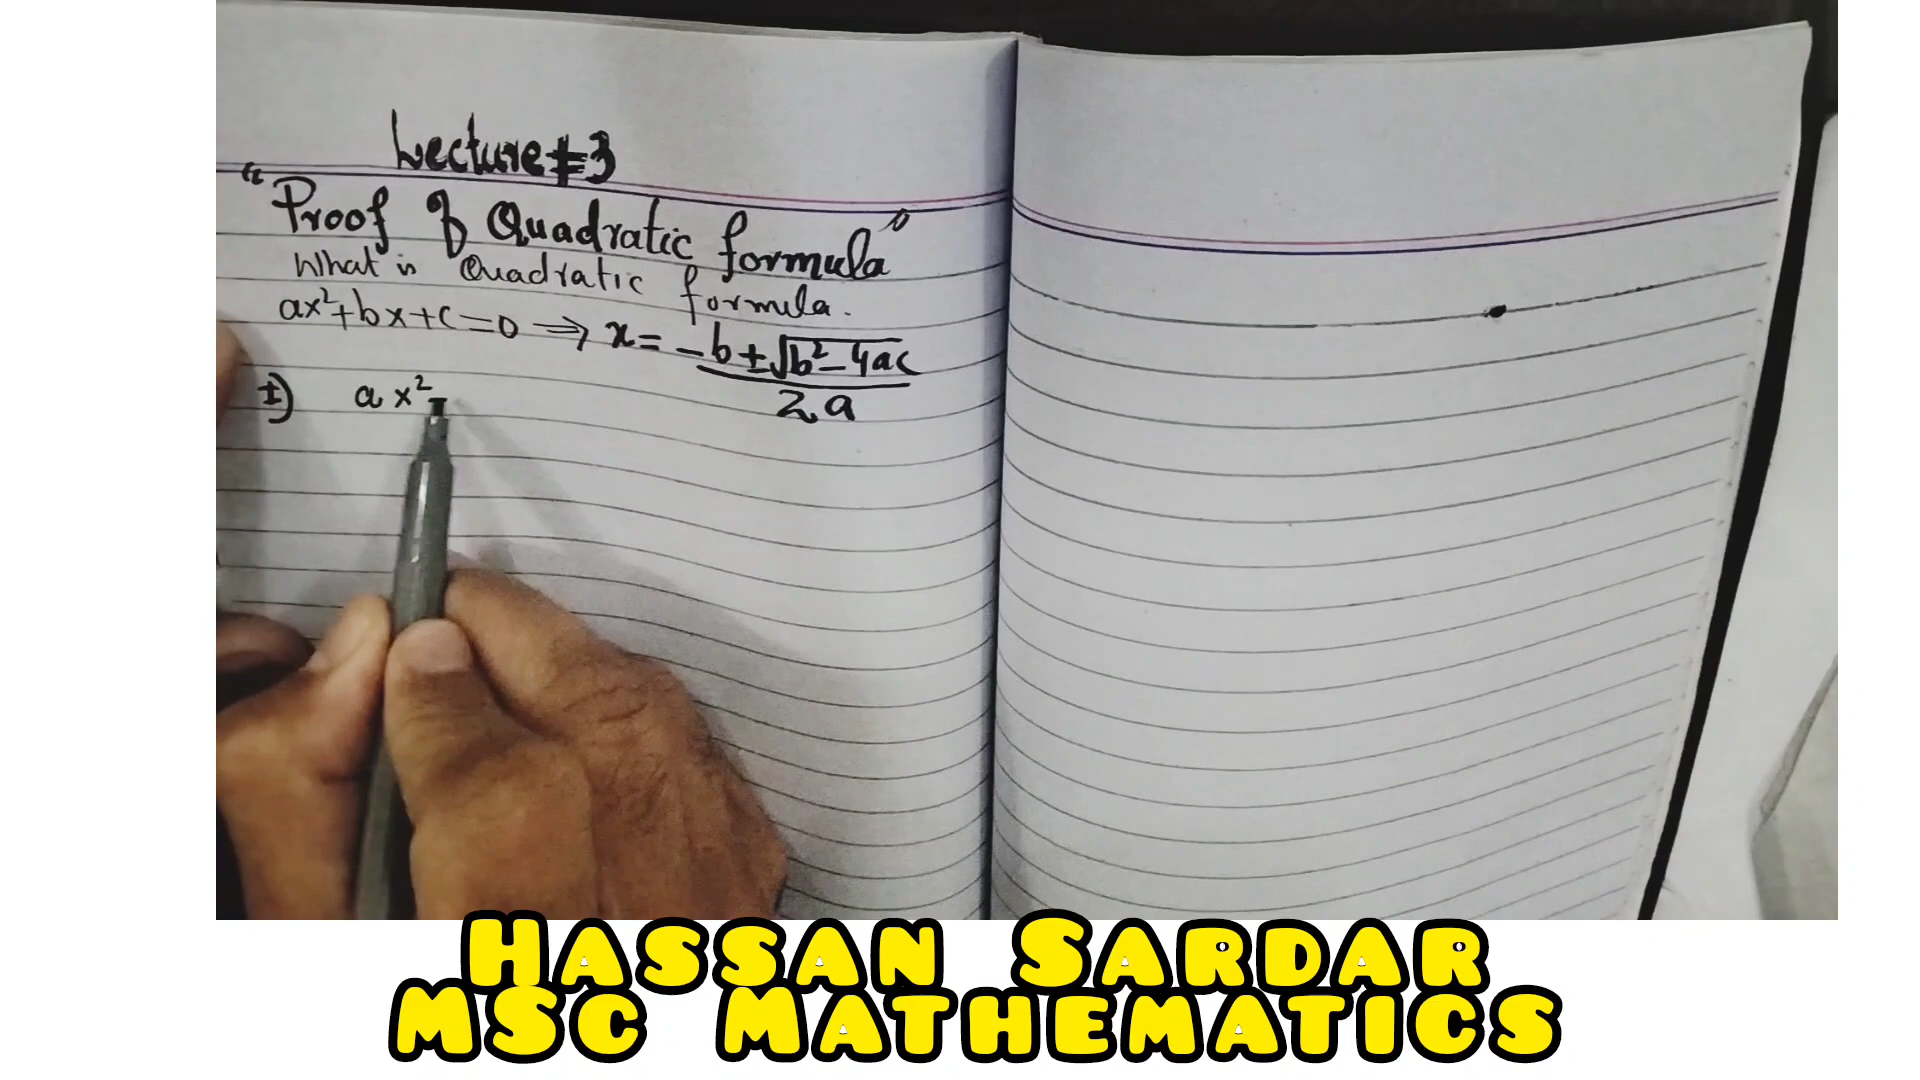 Lecture#3
"Proof of Quadratic formula"
What is Quadratic formula.
ax²+bx+c=0 ⇒ x= -b±√b²-4ac / 2a
I) ax²-
HASSAN SARDAR
MSC MATHEMATICS